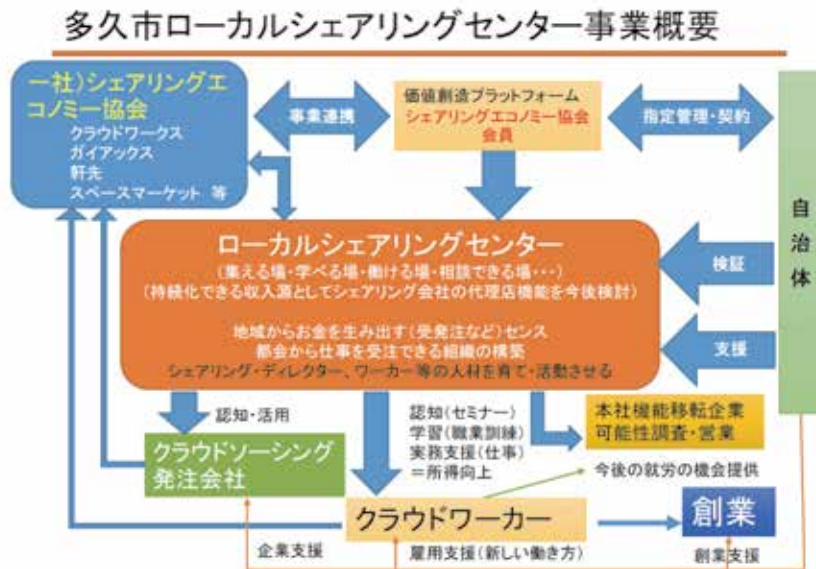 多久市ローカルシェアリングセンター事業概要
一社)シェアリングエ
コノミー協会
クラウドワークス
ガイアックス
軒先
スペースマーケット 等
事業連携
価値創造プラットフォーム
シェアリングエコノミー協会
会員
指定管理・契約
自治体
ローカルシェアリングセンター
(集える場・学べる場・働ける場・相談できる場・・・)
(持続化できる収入源としてシェアリング会社の代理店機能を今後検討)
地域からお金を生み出す(受発注など)センス
都会から仕事を受注できる組織の構築
シェアリング・ディレクター、ワーカー等の人材を育て・活動させる
検証
支援
認知・活用
クラウドソーシング
発注会社
認知(セミナー)
学習(職業訓練)
実務支援(仕事)
=所得向上
本社機能移転企業
可能性調査・営業
今後の就労の機会提供
クラウドワーカー
創業
企業支援
雇用支援(新しい働き方)
創業支援